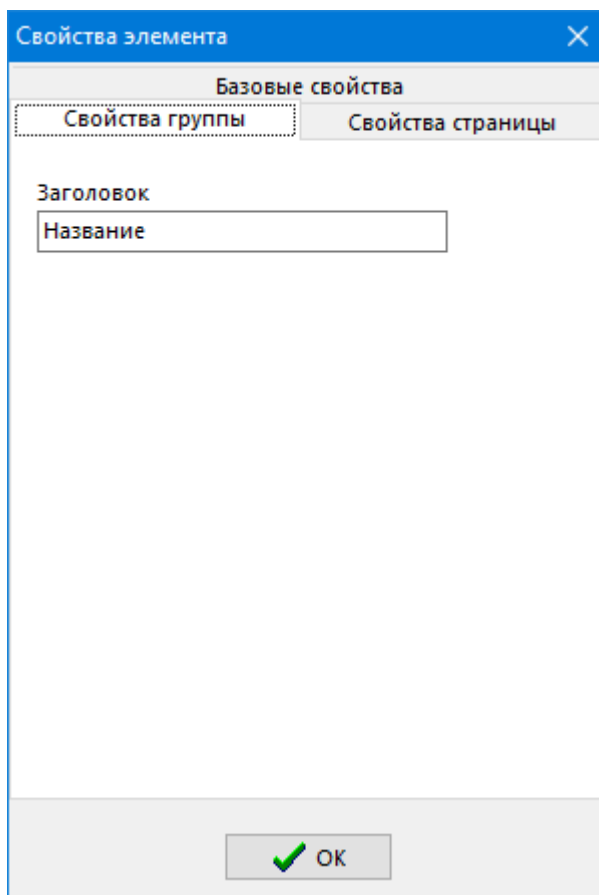 Свойства элемента
Базовые свойства
Свойства группы
Свойства страницы
Заголовок
Название
OK